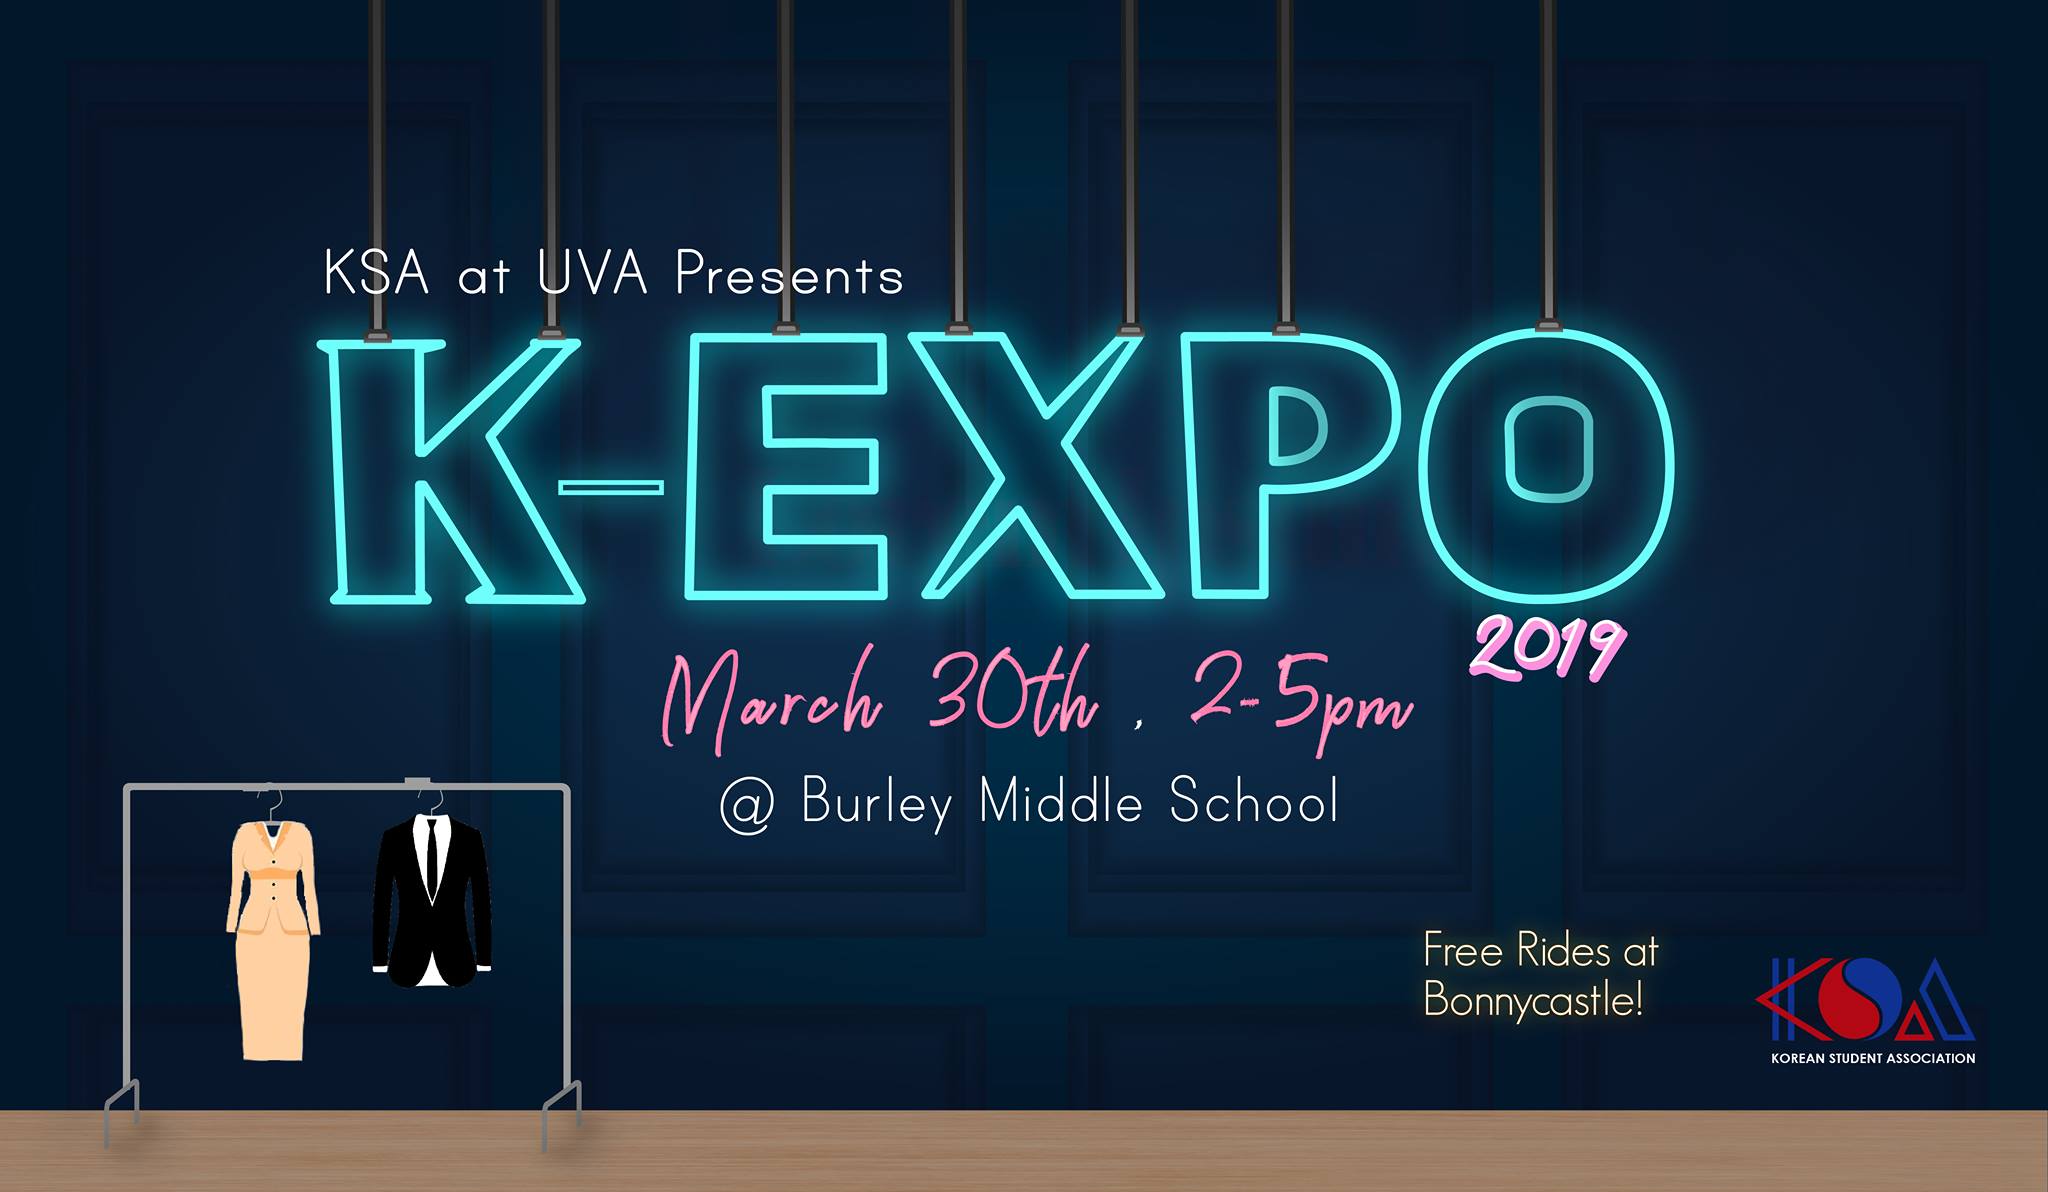 KSA at UVA Presents
K-EXPO
2019
March 30th, 2-5pm
@ Burley Middle School
Free Rides at
Bonnycastle!
KSA
KOREAN STUDENT ASSOCIATION